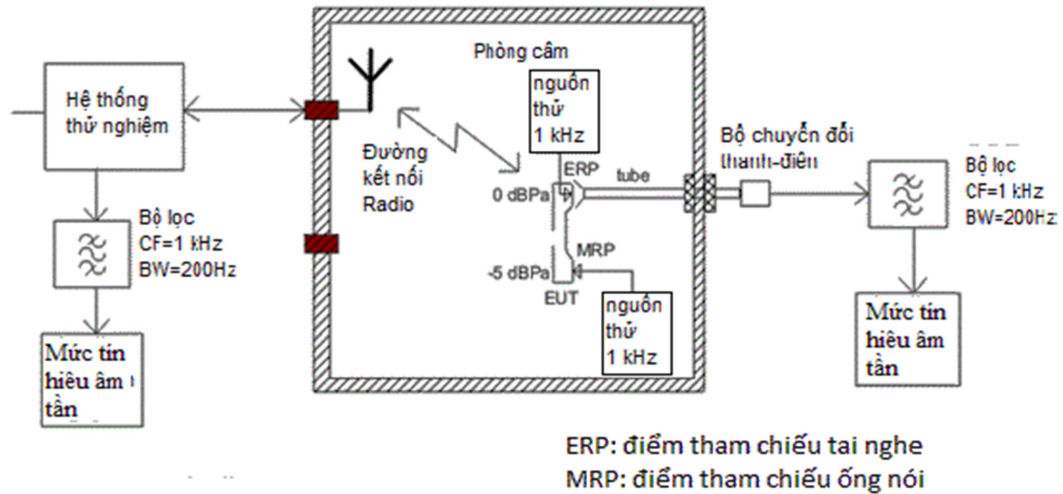 Phòng câm
Hệ thống
thử nghiệm
nguồn
thử
1 kHz
Đường
kết nối
Radio
ERP
0 dBPa
tube
Bộ chuyển đổi
thanh-điên
Bộ lọc
CF=1 kHz
BW=200Hz
Bộ lọc
CF=1 kHz
BW=200Hz
MRP
-5 dBPa
EUT
nguồn
thử
1 kHz
Mức tín
hiêu âm
tần
Mức tín
hiêu âm
tần
ERP: điểm tham chiếu tai nghe
MRP: điểm tham chiếu ống nói